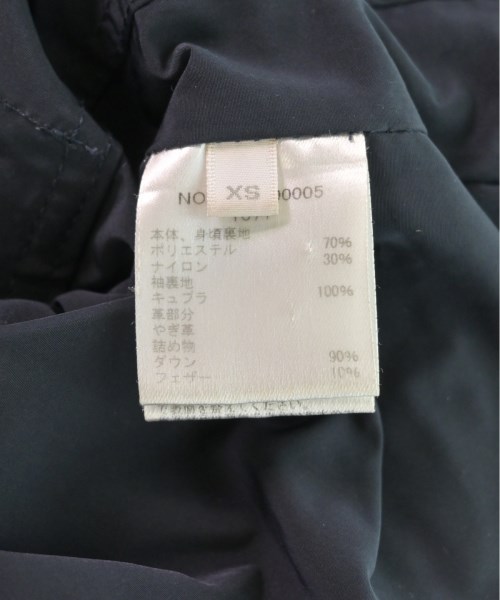 XS
NO 00005
本体、身頃裏地
ポリエステル 70%
ナイロン 30%
袖裏地
キュプラ 100%
革部分
やぎ革
詰め物
ダウン 90%
フェザー 10%